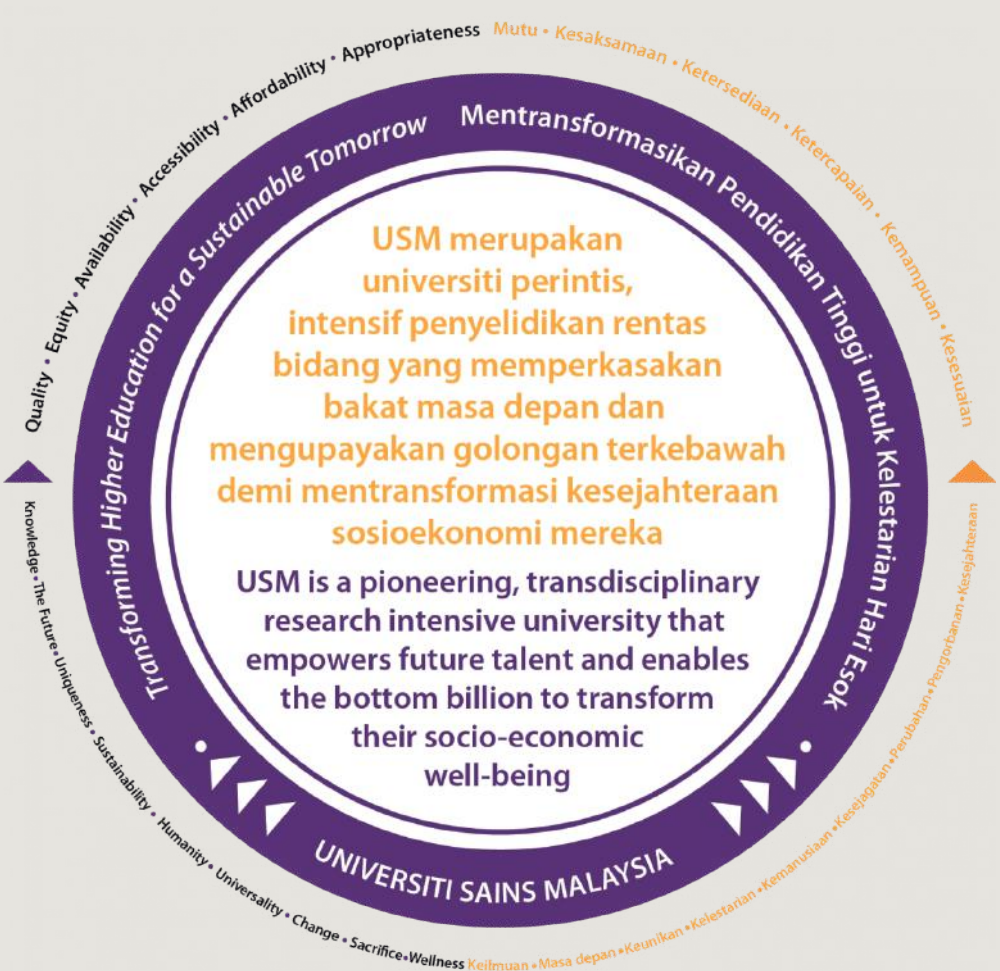 Quality • Equity • Availability • Accessibility • Affordability • Appropriateness
Mutu • Kesaksamaan • Ketersediaan • Ketercapaian • Kemampuan • Kesesuaian
Transforming Higher Education for a Sustainable Tomorrow
Mentransformasikan Pendidikan Tinggi untuk Kelestarian Hari Esok
USM merupakan
universiti perintis,
intensif penyelidikan rentas
bidang yang memperkasakan
bakat masa depan dan
mengupayakan golongan terkebawah
demi mentransformasi kesejahteraan
sosioekonomi mereka
USM is a pioneering, transdisciplinary
research intensive university that
empowers future talent and enables
the bottom billion to transform
their socio-economic
well-being
UNIVERSITI SAINS MALAYSIA
Knowledge • The Future • Uniqueness • Sustainability • Humanity • Universality • Change • Sacrifice • Wellness
Keilmuan • Masa depan • Keunikan • Kelestarian • Kemanusiaan • Kesejagatan • Perubahan • Pengorbanan • Kesejahteraan